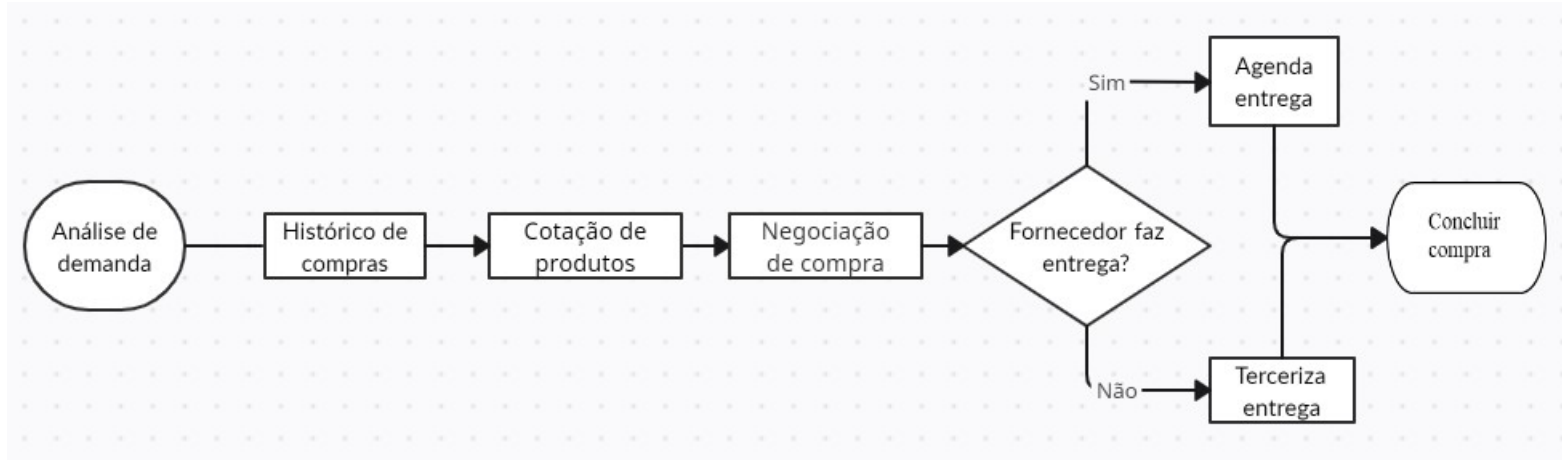 Análise de
demanda
Histórico de
compras
Cotação de
produtos
Negociação
de compra
Fornecedor faz
entrega?
Sim
Agenda
entrega
Não
Terceriza
entrega
Concluir
compra